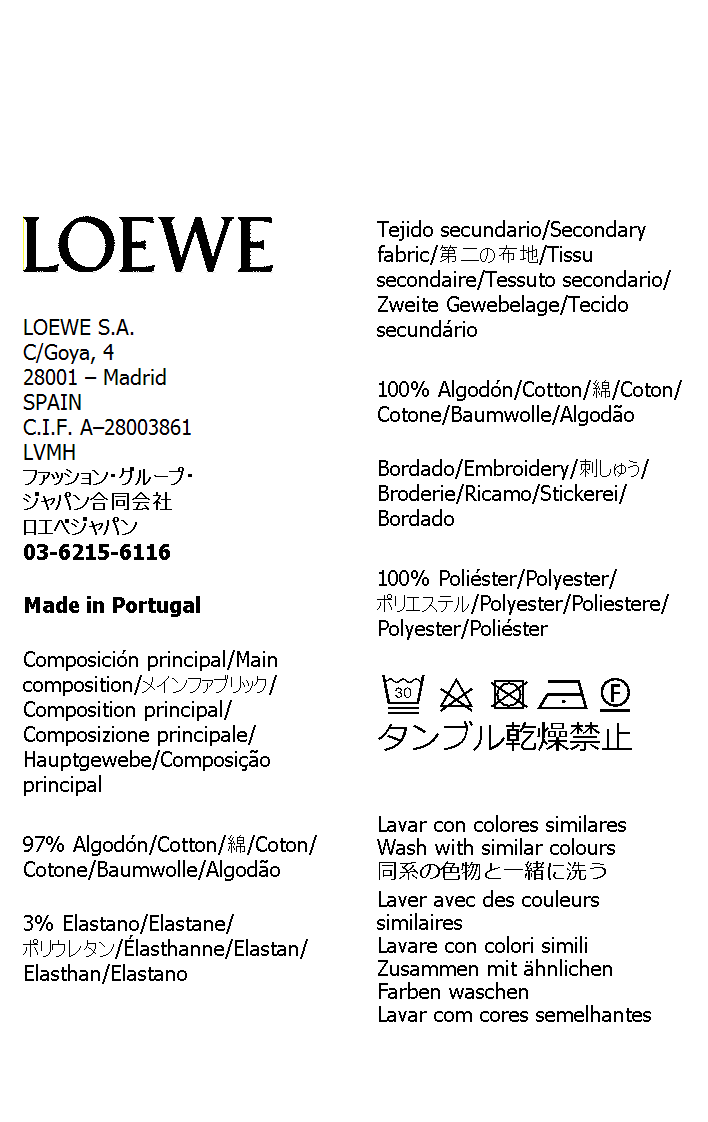 LOEWE
LOEWE S.A.
C/Goya, 4
28001 – Madrid
SPAIN
C.I.F. A–28003861
LVMH
ファッション･グループ･
ジャパン合同会社
ロエベジャパン
03-6215-6116
Made in Portugal
Composición principal/Main
composition/メインファブリック/
Composition principal/
Composizione principale/
Hauptgewebe/Composição
principal
97% Algodón/Cotton/綿/Coton/
Cotone/Baumwolle/Algodão
3% Elastano/Elastane/
ポリウレタン/Élasthanne/Elastan/
Elasthan/Elastano
Tejido secundario/Secondary
fabric/第二の布地/Tissu
secondaire/Tessuto secondario/
Zweite Gewebelage/Tecido
secundário
100% Algodón/Cotton/綿/Coton/
Cotone/Baumwolle/Algodão
Bordado/Embroidery/刺しゅう/
Broderie/Ricamo/Stickerei/
Bordado
100% Poliéster/Polyester/
ポリエステル/Polyester/Poliestere/
Polyester/Poliéster
30 F
タンブル乾燥禁止
Lavar con colores similares
Wash with similar colours
同系の色物と一緒に洗う
Laver avec des couleurs
similaires
Lavare con colori simili
Zusammen mit ähnlichen
Farben waschen
Lavar com cores semelhantes